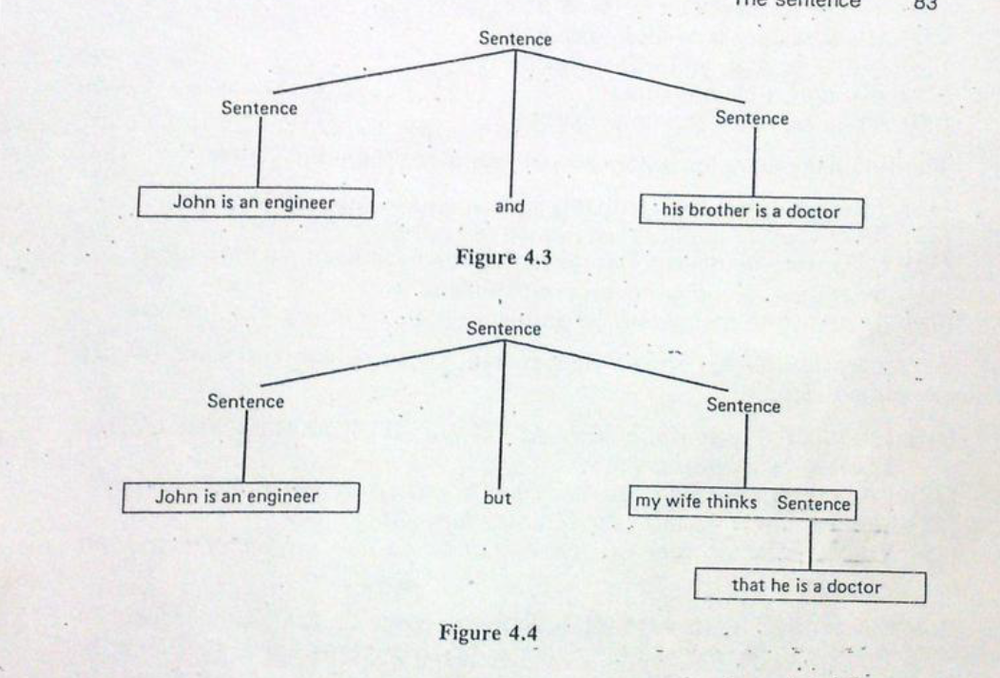 The sentence 83
Sentence
Sentence
Sentence
John is an engineer
and
his brother is a doctor
Figure 4.3
Sentence
Sentence
Sentence
John is an engineer
but
my wife thinks Sentence
that he is a doctor
Figure 4.4